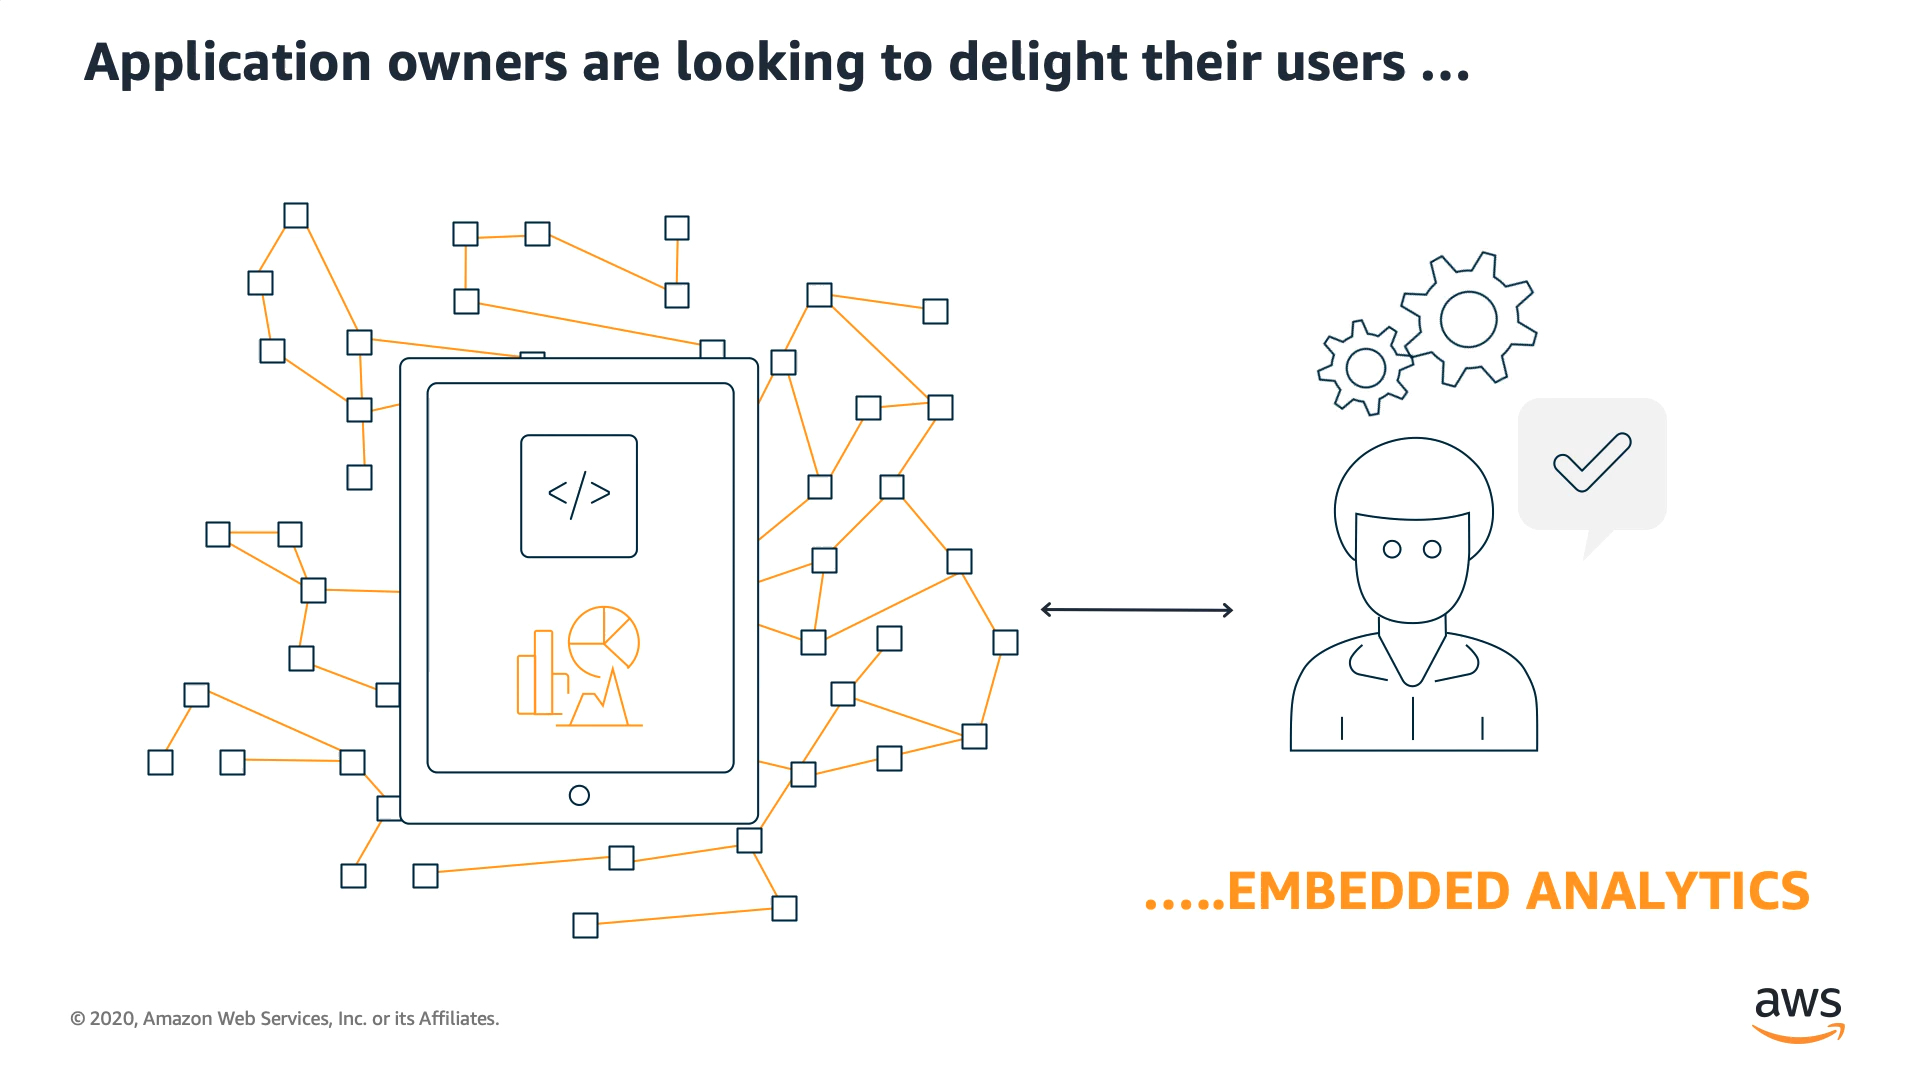 Application owners are looking to delight their users ...
</>
.....EMBEDDED ANALYTICS
© 2020, Amazon Web Services, Inc. or its Affiliates.
aws